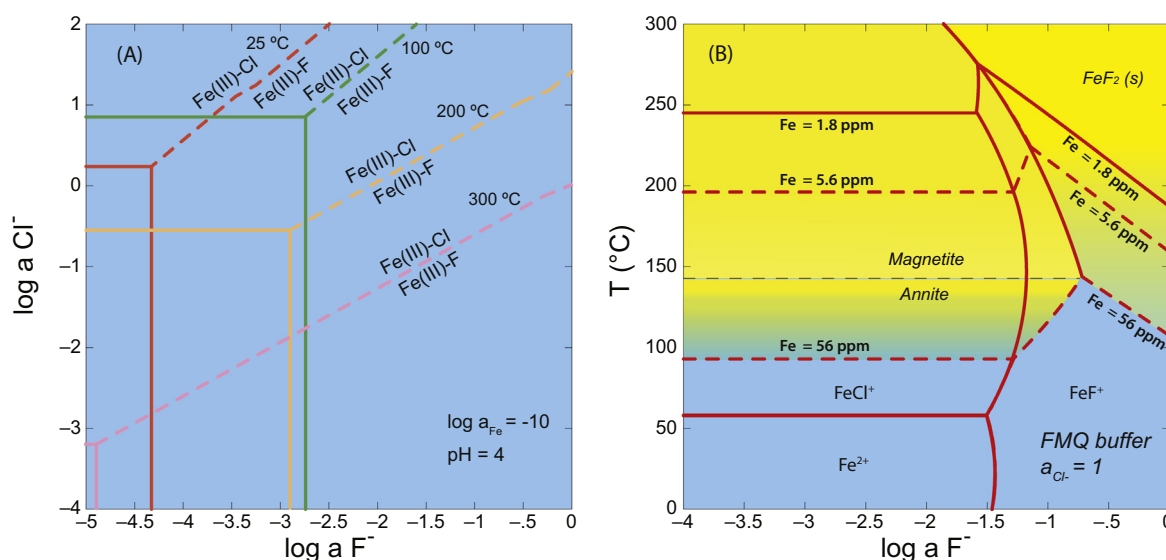 (A)
25 ºC
100 ºC
200 ºC
300 ºC
Fe(III)-Cl
Fe(III)-F
Fe(III)-Cl
Fe(III)-F
Fe(III)-Cl
Fe(III)-F
Fe(III)-Cl
Fe(III)-F
log a_Fe = -10
pH = 4
2
1
0
–1
–2
–3
–4
log a Cl⁻
–5 –4.5 –4 –3.5 –3 –2.5 –2 –1.5 –1 –0.5 0
log a F⁻
(B)
FeF₂ (s)
Fe = 1.8 ppm
Fe = 1.8 ppm
Fe = 5.6 ppm
Fe = 5.6 ppm
Magnetite
Annite
Fe = 56 ppm
Fe = 56 ppm
FeCl⁺
FeF⁺
Fe²⁺
FMQ buffer
a_Cl- = 1
300
250
200
150
100
50
0
T (°C)
–4 –3.5 –3 –2.5 –2 –1.5 –1 –0.5 0
log a F⁻